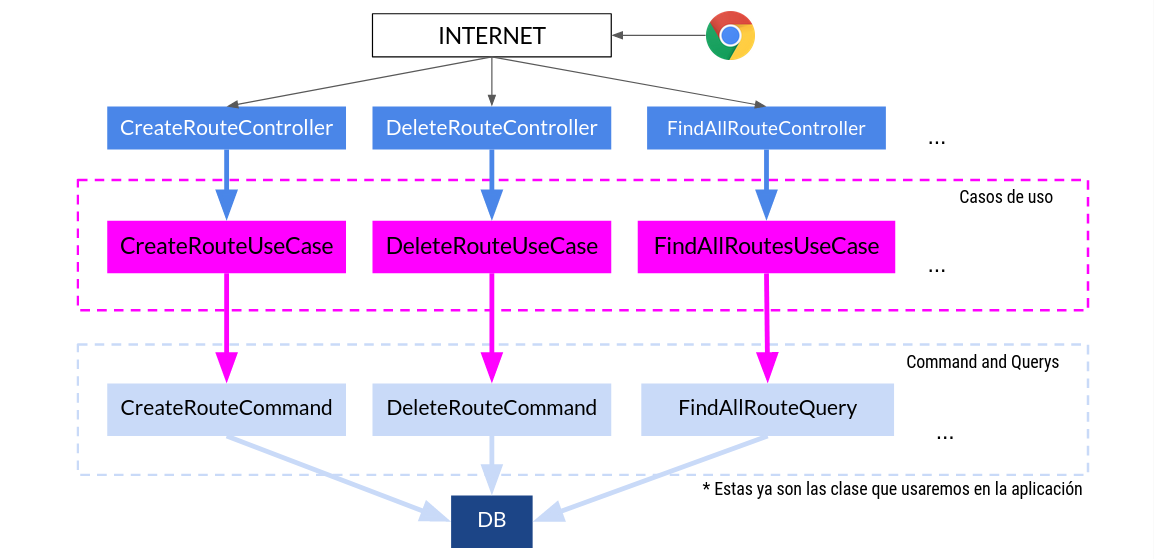 INTERNET
CreateRouteController
DeleteRouteController
FindAllRouteController
...
Casos de uso
CreateRouteUseCase
DeleteRouteUseCase
FindAllRoutesUseCase
...
Command and Querys
CreateRouteCommand
DeleteRouteCommand
FindAllRouteQuery
...
* Estas ya son las clase que usaremos en la aplicación
DB